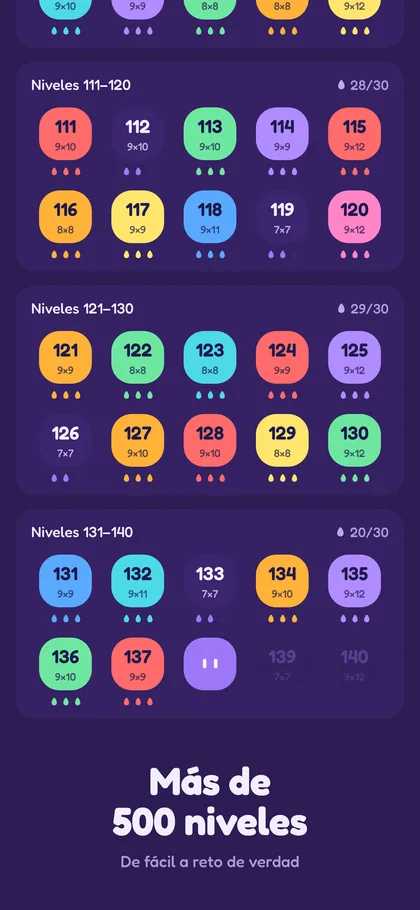 9×10 9×9 8×8 8×8 9×12
Niveles 111–120 28/30
111 112 113 114 115
9×10 9×10 9×10 9×9 9×12
116 117 118 119 120
8×8 9×9 9×11 7×7 9×12
Niveles 121–130 29/30
121 122 123 124 125
9×9 8×8 8×8 9×9 9×12
126 127 128 129 130
7×7 9×10 9×10 8×8 9×12
Niveles 131–140 20/30
131 132 133 134 135
9×9 9×11 7×7 9×10 9×12
136 137 139 140
9×10 9×9 7×7 9×12
Más de
500 niveles
De fácil a reto de verdad